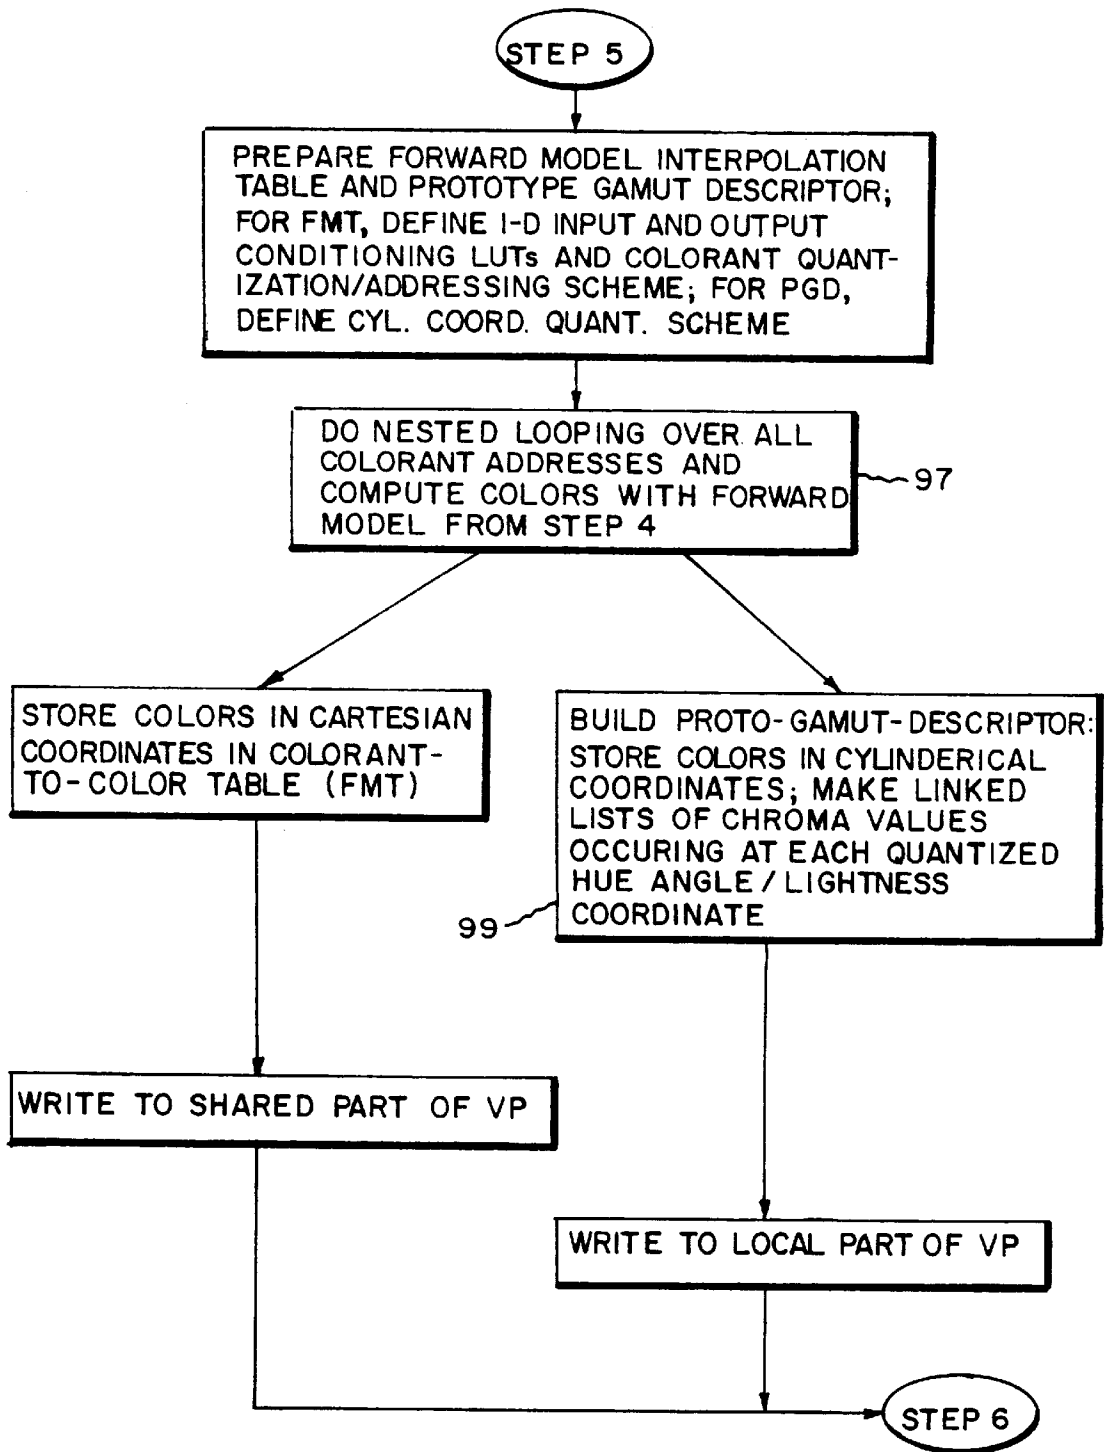 STEP 5
PREPARE FORWARD MODEL INTERPOLATION
TABLE AND PROTOTYPE GAMUT DESCRIPTOR;
FOR FMT, DEFINE I-D INPUT AND OUTPUT
CONDITIONING LUTs AND COLORANT QUANT-
IZATION/ADDRESSING SCHEME; FOR PGD,
DEFINE CYL. COORD. QUANT. SCHEME
DO NESTED LOOPING OVER ALL
COLORANT ADDRESSES AND
COMPUTE COLORS WITH FORWARD
MODEL FROM STEP 4
97
STORE COLORS IN CARTESIAN
COORDINATES IN COLORANT-
TO-COLOR TABLE (FMT)
BUILD PROTO-GAMUT-DESCRIPTOR:
STORE COLORS IN CYLINDERICAL
COORDINATES; MAKE LINKED
LISTS OF CHROMA VALUES
OCCURING AT EACH QUANTIZED
HUE ANGLE/LIGHTNESS
COORDINATE
99
WRITE TO SHARED PART OF VP
WRITE TO LOCAL PART OF VP
STEP 6